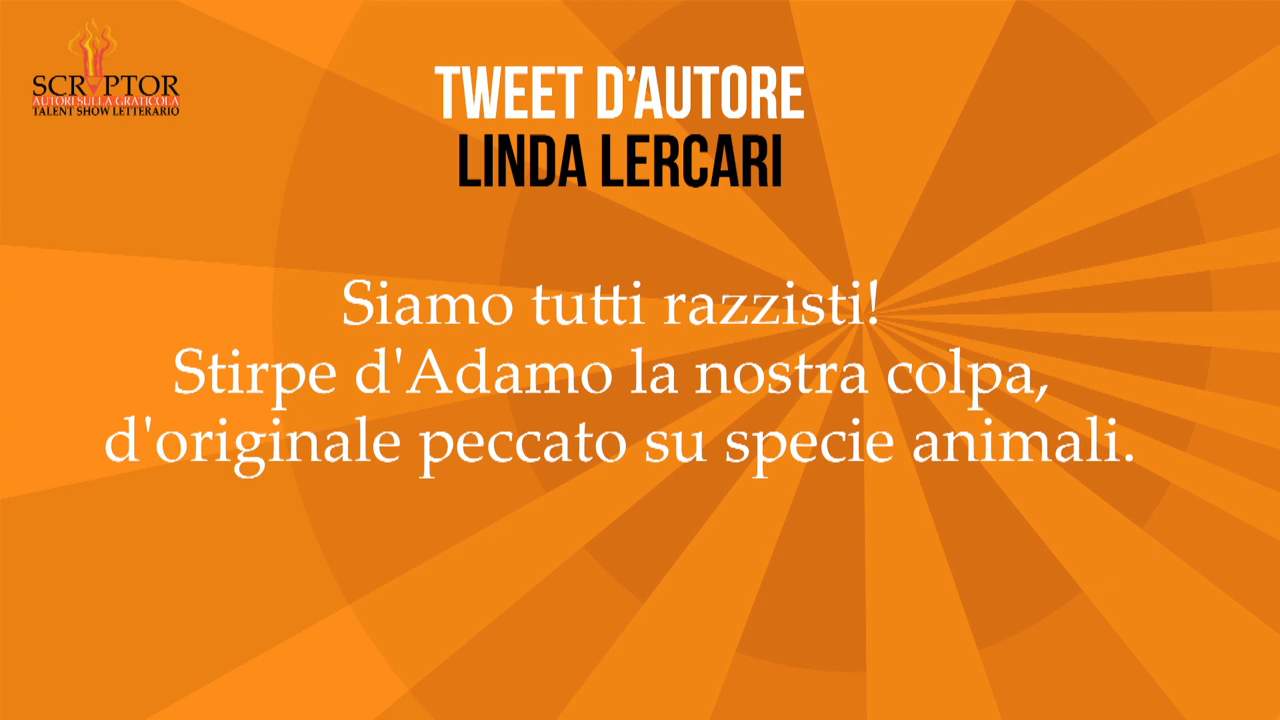 SCRIPTOR
AUTORI SULLA GRATICOLA
TALENT SHOW LETTERARIO
TWEET D'AUTORE
LINDA LERCARI
Siamo tutti razzisti!
Stirpe d'Adamo la nostra colpa,
d'originale peccato su specie animali.